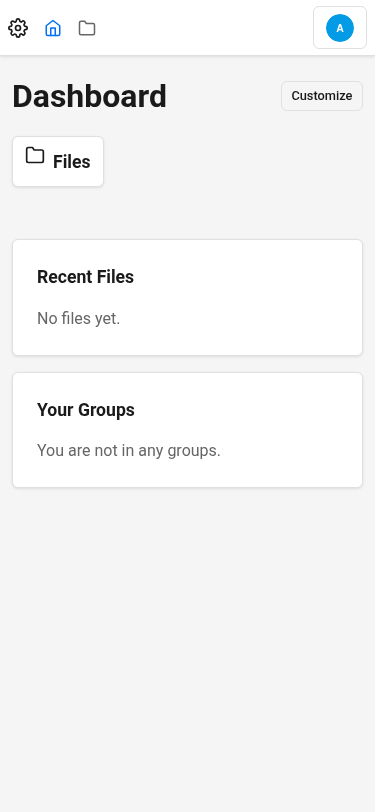 A
Dashboard
Customize
Files
Recent Files
No files yet.
Your Groups
You are not in any groups.